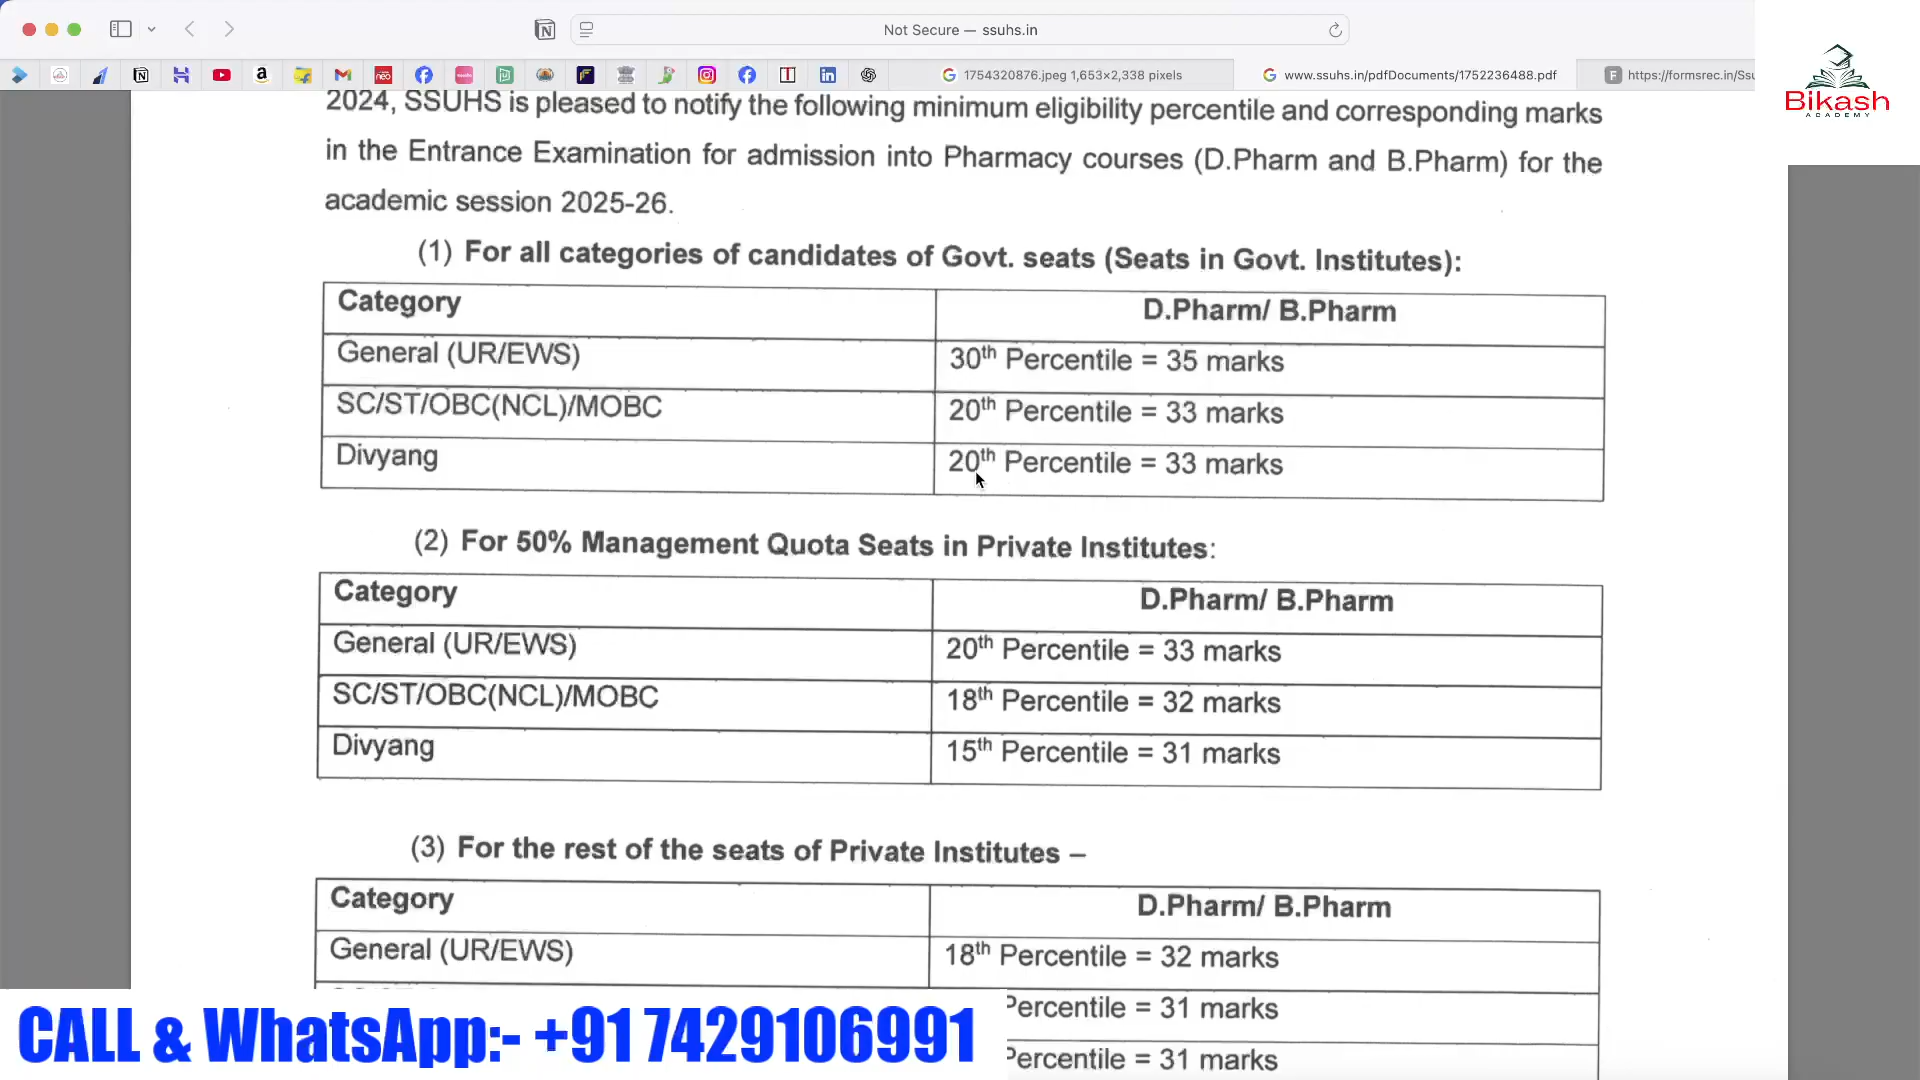 Not Secure — ssuhs.in
1754320876.jpeg 1,653×2,338 pixels
www.ssuhs.in/pdfDocuments/1752236488.pdf
https://formsrec.in/Ssu
Bikash
ACADEMY
2024, SSUHS is pleased to notify the following minimum eligibility percentile and corresponding marks
in the Entrance Examination for admission into Pharmacy courses (D.Pharm and B.Pharm) for the
academic session 2025-26.
(1) For all categories of candidates of Govt. seats (Seats in Govt. Institutes):
Category D.Pharm/ B.Pharm
General (UR/EWS) 30th Percentile = 35 marks
SC/ST/OBC(NCL)/MOBC 20th Percentile = 33 marks
Divyang 20th Percentile = 33 marks
(2) For 50% Management Quota Seats in Private Institutes:
Category D.Pharm/ B.Pharm
General (UR/EWS) 20th Percentile = 33 marks
SC/ST/OBC(NCL)/MOBC 18th Percentile = 32 marks
Divyang 15th Percentile = 31 marks
(3) For the rest of the seats of Private Institutes –
Category D.Pharm/ B.Pharm
General (UR/EWS) 18th Percentile = 32 marks
Percentile = 31 marks
Percentile = 31 marks
CALL & WhatsApp:- +91 7429106991